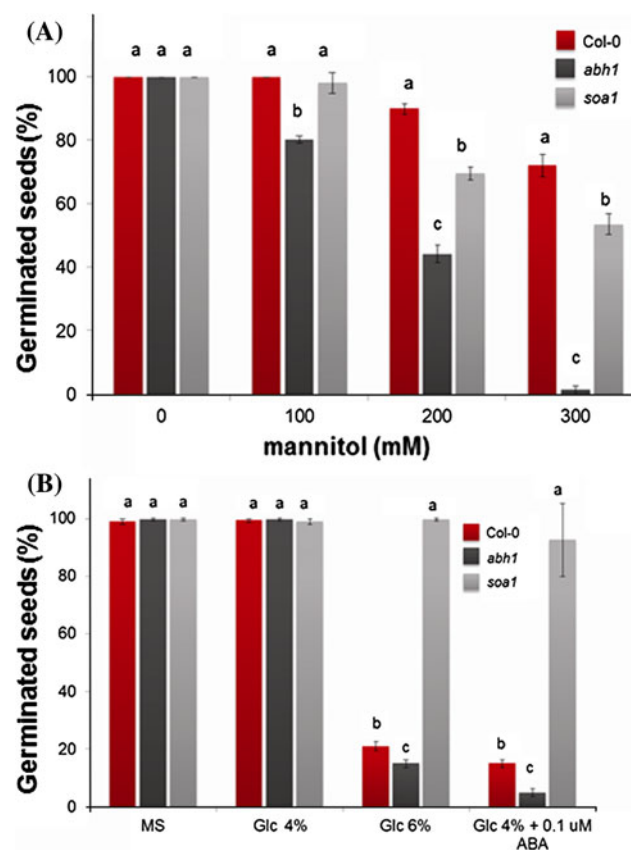 (A)
Col-0
abh1
soa1
Germinated seeds (%)
100
80
60
40
20
0
a a a
a
b
a
a
c
b
a
c
b
0 100 200 300
mannitol (mM)
(B)
Col-0
abh1
soa1
Germinated seeds (%)
100
80
60
40
20
0
a a a
a a a
b
c
a
b
c
a
MS Glc 4% Glc 6% Glc 4% + 0.1 uM
ABA